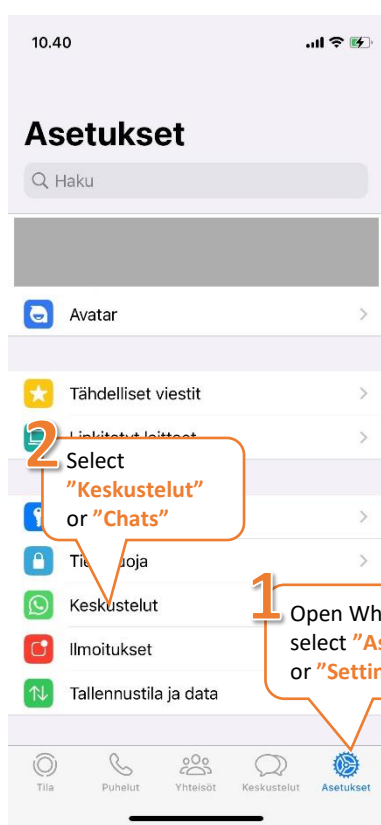 10.40
Asetukset
Haku
Avatar
Tähdelliset viestit
2
Select
”Keskustelut”
or ”Chats”
Keskustelut
1
Open Wh
select ”As
or ”Settin
Ilmoitukset
Tallennustila ja data
Tila
Puhelut
Yhteisöt
Keskustelut
Asetukset